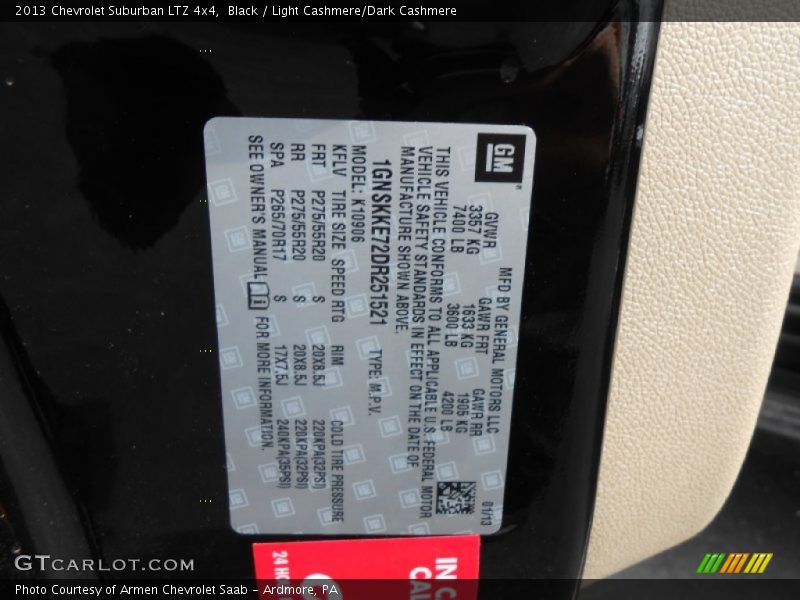 2013 Chevrolet Suburban LTZ 4x4, Black / Light Cashmere/Dark Cashmere
GM
MFD BY GENERAL MOTORS LLC 01/13
GVWR GAWR FRT GAWR RR
3357 KG 1633 KG 1905 KG
7400 LB 3600 LB 4200 LB
THIS VEHICLE CONFORMS TO ALL APPLICABLE U.S. FEDERAL MOTOR
VEHICLE SAFETY STANDARDS IN EFFECT ON THE DATE OF
MANUFACTURE SHOWN ABOVE.
1GNSKKE72DR251521 TYPE: M.P.V.
MODEL: K10906
KFLV TIRE SIZE SPEED RTG RIM COLD TIRE PRESSURE
FRT P275/55R20 S 20X8.5J 220KPA(32PSI)
RR P275/55R20 S 20X8.5J 220KPA(32PSI)
SPA P265/70R17 S 17X7.5J 240KPA(35PSI)
SEE OWNER'S MANUAL FOR MORE INFORMATION.
IN C
CAL
24 HO
GTCARLOT.COM
Photo Courtesy of Armen Chevrolet Saab - Ardmore, PA